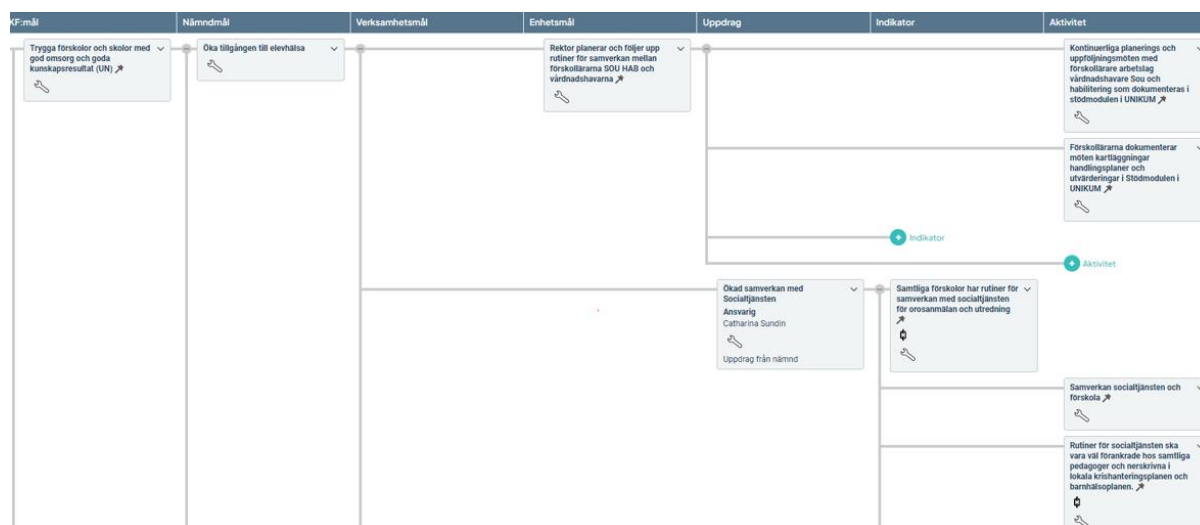 KF:mål
Nämndmål
Verksamhetsmål
Enhetsmål
Uppdrag
Indikator
Aktivitet
Trygga förskolor och skolor med
god omsorg och goda
kunskapsresultat (UN)
Öka tillgången till elevhälsa
Rektor planerar och följer upp
rutiner för samverkan mellan
förskollärarna SOU HAB och
vårdnadshavarna
Kontinuerliga planerings och
uppföljningsmöten med
förskollärare arbetslag
vårdnadshavare Sou och
habilitering som dokumenteras i
stödmodulen i UNIKUM
Förskollärarna dokumenterar
möten kartläggningar
handlingsplaner och
utvärderingar i Stödmodulen i
UNIKUM
Indikator
Aktivitet
Ökad samverkan med
Socialtjänsten
Ansvarig
Catharina Sundin
Uppdrag från nämnd
Samtliga förskolor har rutiner för
samverkan med socialtjänsten
för orosanmälan och utredning
Samverkan socialtjänsten och
förskola
Rutiner för socialtjänsten ska
vara väl förankrade hos samtliga
pedagoger och nerskrivna i
lokala krishanteringsplanen och
barnhälsoplanen.